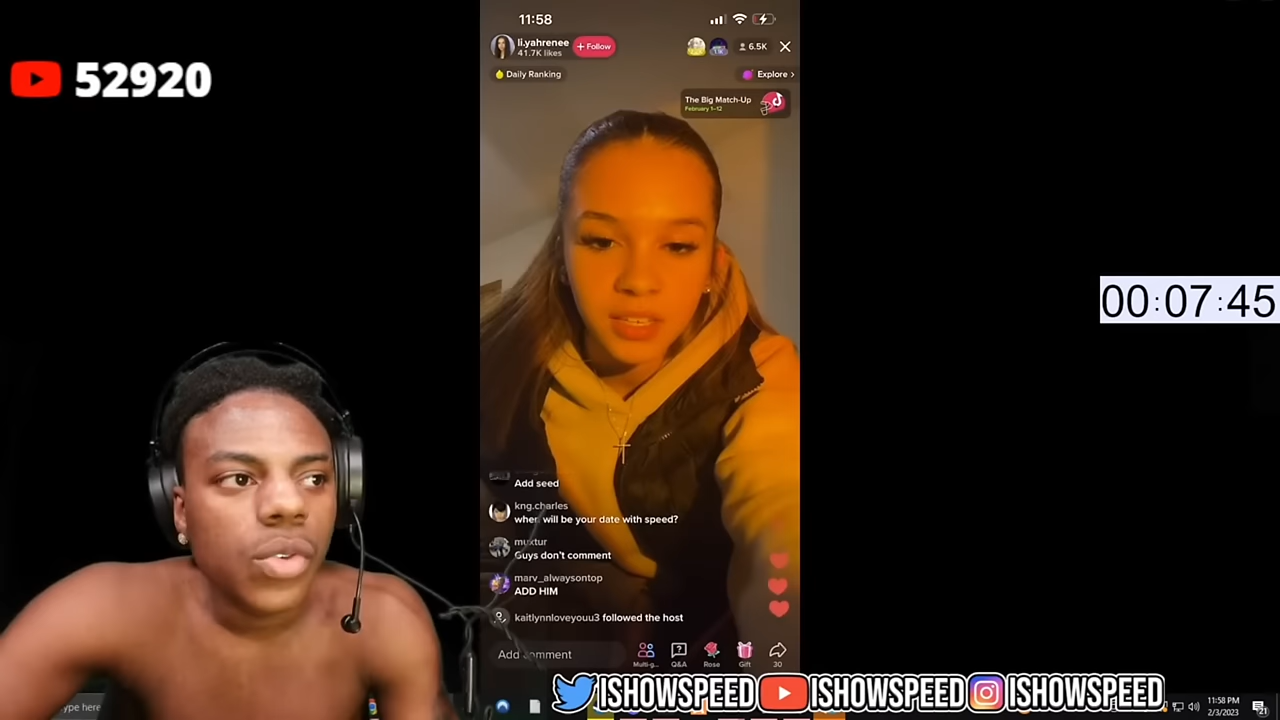 52920
11:58
li.yahrenee
41.7K likes
+ Follow
6.5K
Daily Ranking
Explore >
The Big Match-Up
February 1-12
00:07:45
Add seed
kng.charles
when will be your date with speed?
muxtur
Guys don't comment
marv_alwaysontop
ADD HIM
kaitlynnloveyouu3 followed the host
Add comment
Multi-g...
Q&A
Rose
Gift
30
ISHOWSPEED
ISHOWSPEED
ISHOWSPEED
ype here
11:58 PM
2/3/2023
21